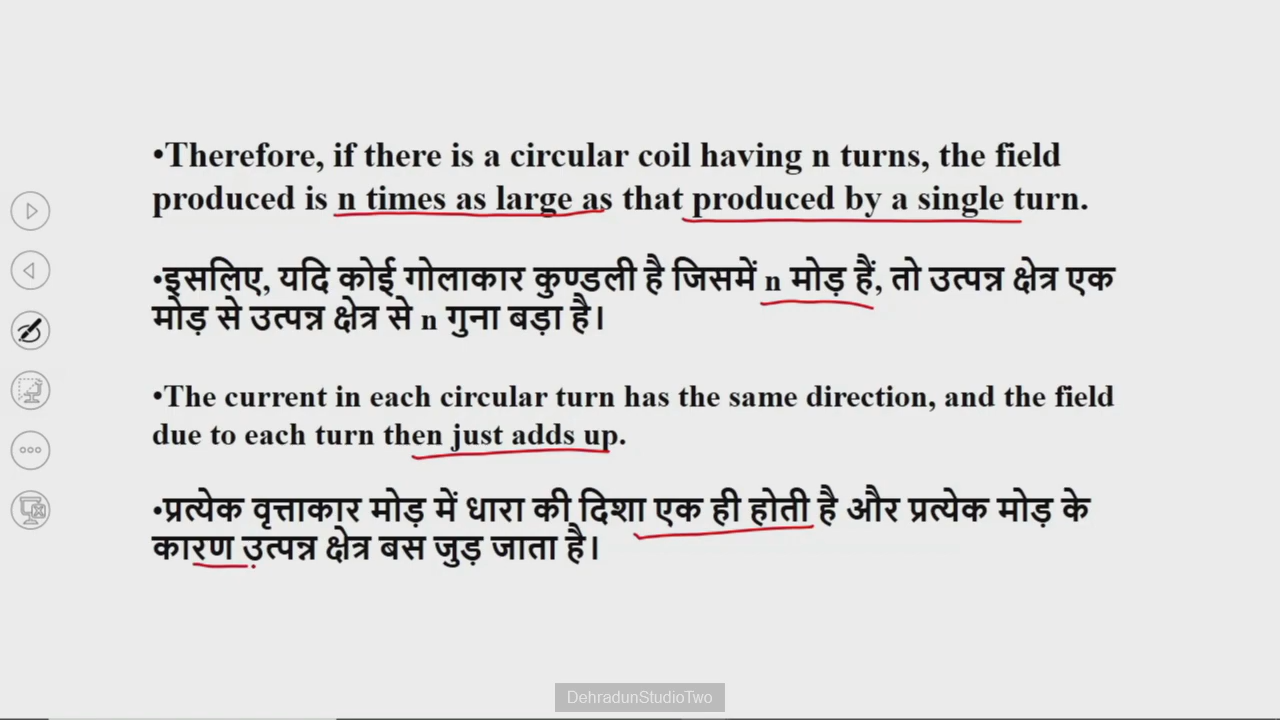 •Therefore, if there is a circular coil having n turns, the field
produced is n times as large as that produced by a single turn.
•इसलिए, यदि कोई गोलाकार कुण्डली है जिसमें n मोड़ हैं, तो उत्पन्न क्षेत्र एक
मोड़ से उत्पन्न क्षेत्र से n गुना बड़ा है।
•The current in each circular turn has the same direction, and the field
due to each turn then just adds up.
•प्रत्येक वृत्ताकार मोड़ में धारा की दिशा एक ही होती है और प्रत्येक मोड़ के
कारण उत्पन्न क्षेत्र बस जुड़ जाता है।
DehradunStudioTwo